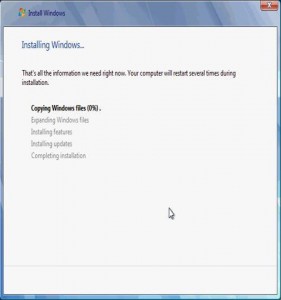 Install Windows
Installing Windows...
That's all the information we need right now. Your computer will restart several times during
installation.
Copying Windows files (0%) .
Expanding Windows files
Installing features
Installing updates
Completing installation